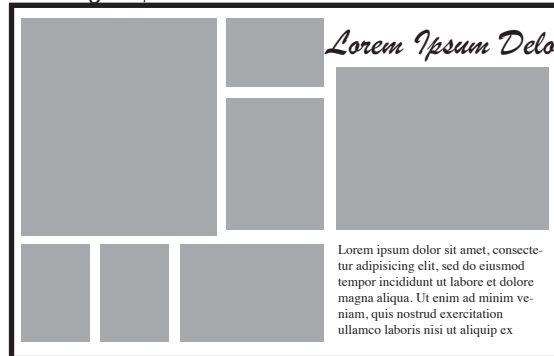 Lorem Ipsum Delo
Lorem ipsum dolor sit amet, consecte-
tur adipisicing elit, sed do eiusmod
tempor incididunt ut labore et dolore
magna aliqua. Ut enim ad minim ve-
niam, quis nostrud exercitation
ullamco laboris nisi ut aliquip ex